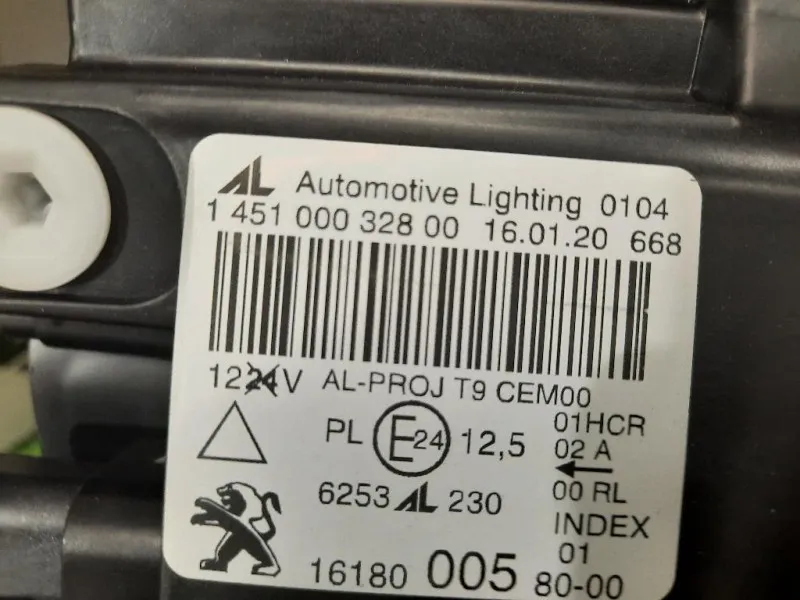 AL Automotive Lighting 0104
1 451 000 328 00 16.01.20 668
1224V AL-PROJ T9 CEM00
PL E24 12,5 01HCR
02 A
6253 AL 230 00 RL
INDEX
01
16180 005 80-00